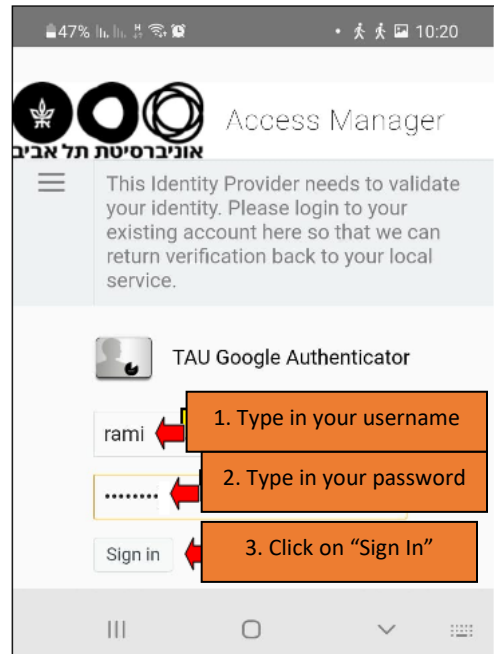 47% 10:20
אוניברסיטת תל אביב
Access Manager
This Identity Provider needs to validate
your identity. Please login to your
existing account here so that we can
return verification back to your local
service.
TAU Google Authenticator
rami
1. Type in your username
2. Type in your password
Sign in
3. Click on “Sign In”